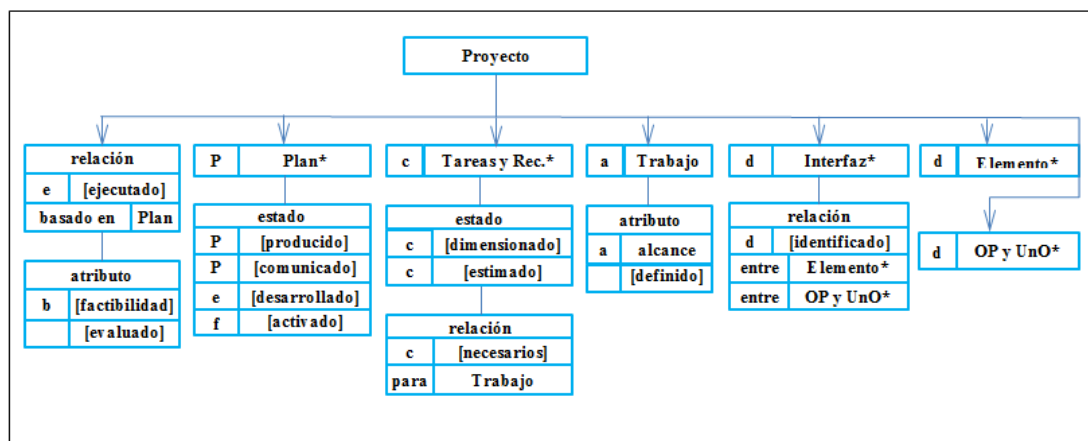 Proyecto
relación
e [ejecutado]
basado en Plan
atributo
b [factibilidad]
[evaluado]
P Plan*
estado
P [producido]
P [comunicado]
e [desarrollado]
f [activado]
c Tareas y Rec.*
estado
c [dimensionado]
c [estimado]
relación
c [necesarios]
para Trabajo
a Trabajo
atributo
a alcance
[definido]
d Interfaz*
relación
d [identificado]
entre Elemento*
entre OP y UnO*
d Elemento*
d OP y UnO*